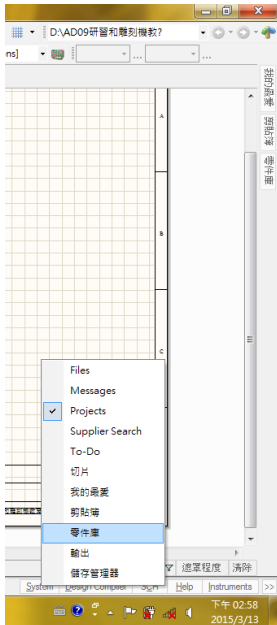 D:\AD09研習和雕刻機教?
ns]
...
...
我的最愛
剪貼簿
零件庫
A
B
C
Files
Messages
Projects
Supplier Search
To-Do
切片
我的最愛
剪貼簿
零件庫
輸出
儲存管理器
遮罩程度
清除
System
Design Compiler
SCH
Help
Instruments
>>
下午 02:58
2015/3/13